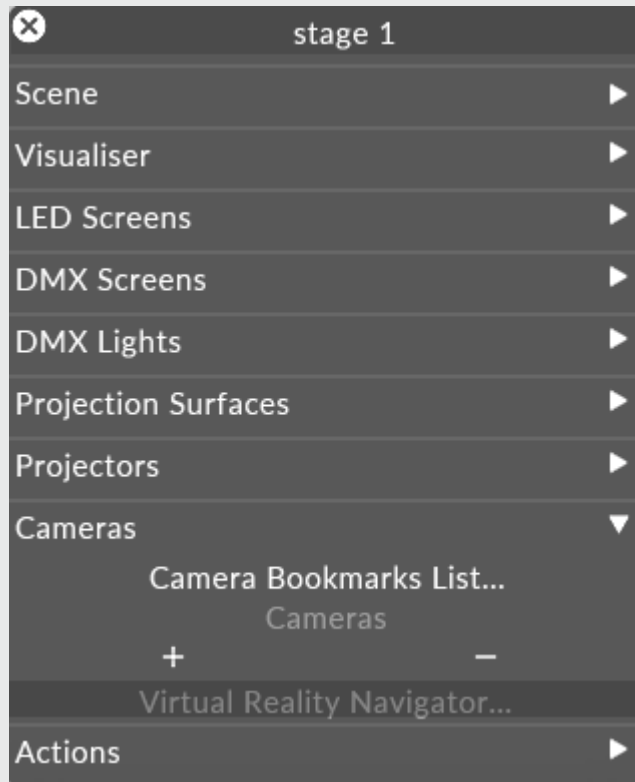 stage 1
Scene
Visualiser
LED Screens
DMX Screens
DMX Lights
Projection Surfaces
Projectors
Cameras
Camera Bookmarks List...
Cameras
+ −
Virtual Reality Navigator...
Actions